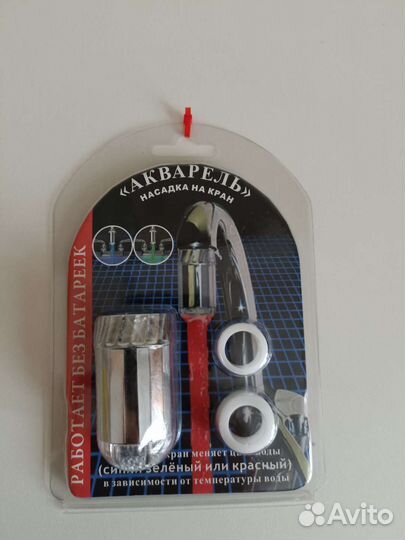 «АКВАРЕЛЬ»
НАСАДКА НА КРАН
РАБОТАЕТ БЕЗ БАТАРЕЕК
кран меняет воды
(синий зелёный или красный)
в зависимости от температуры воды
Avito